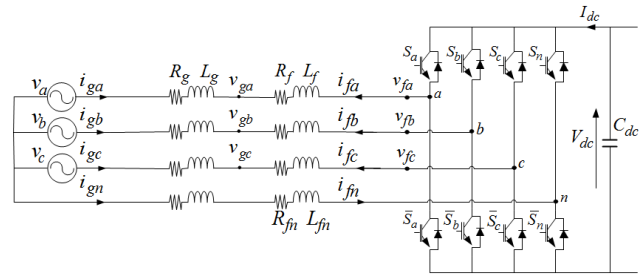 I_dc
S_a S_b S_c S_n
R_g L_g v_ga R_f L_f i_fa v_fa
v_a i_ga a
v_b i_gb v_gb i_fb v_fb b
v_c i_gc v_gc i_fc v_fc c
i_gn i_fn n
R_fn L_fn
V_dc C_dc
S̅_a S̅_b S̅_c S̅_n